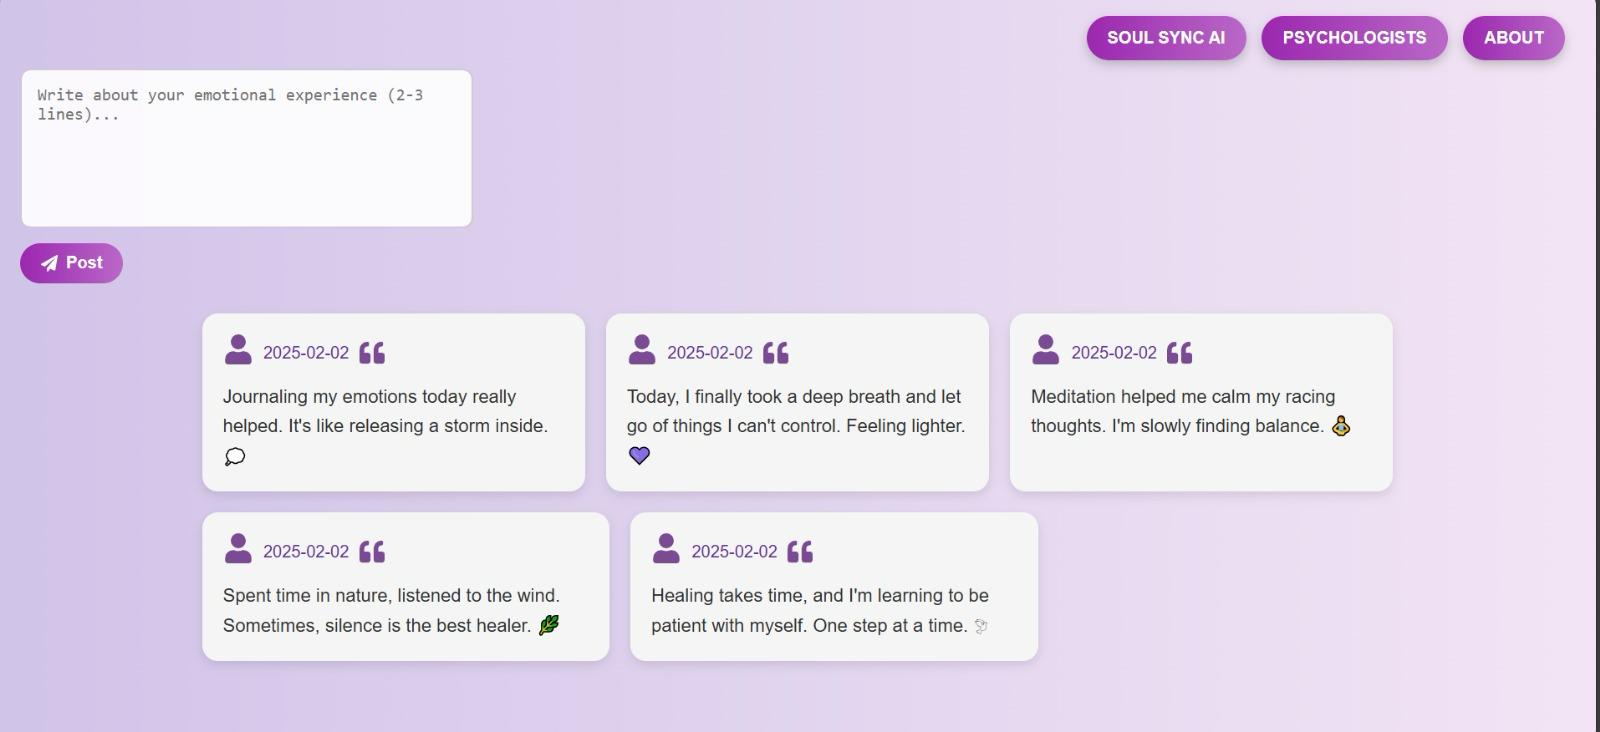 SOUL SYNC AI
PSYCHOLOGISTS
ABOUT
Write about your emotional experience (2-3
lines)...
Post
2025-02-02
Journaling my emotions today really
helped. It's like releasing a storm inside.
💭
2025-02-02
Today, I finally took a deep breath and let
go of things I can't control. Feeling lighter.
💜
2025-02-02
Meditation helped me calm my racing
thoughts. I'm slowly finding balance. 🧘
2025-02-02
Spent time in nature, listened to the wind.
Sometimes, silence is the best healer. 🌿
2025-02-02
Healing takes time, and I'm learning to be
patient with myself. One step at a time. 🕊